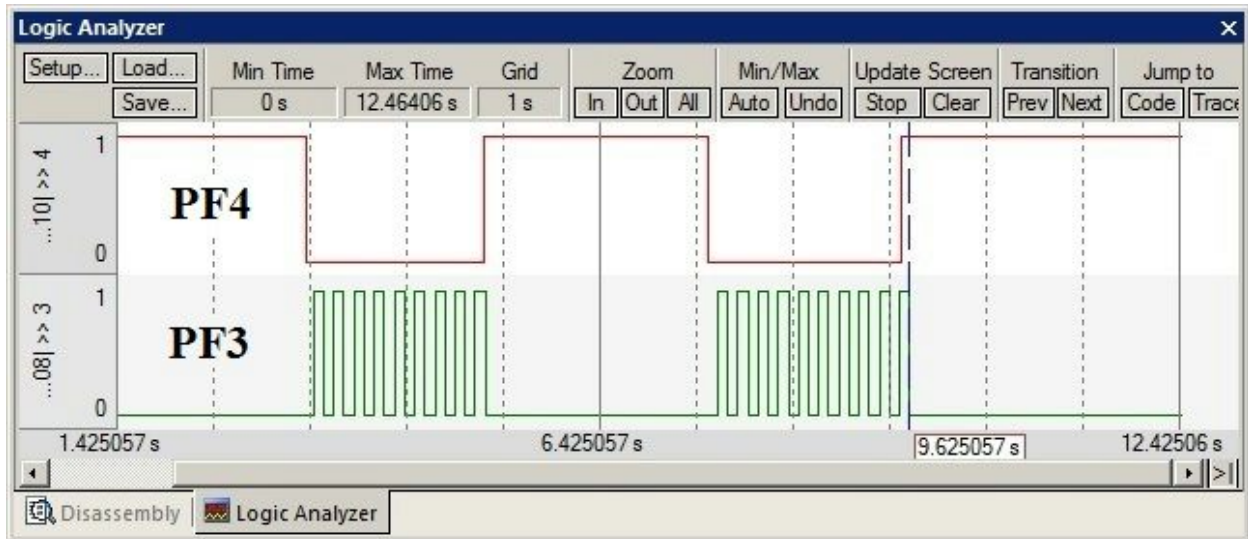 Logic Analyzer
Setup... Load... Min Time Max Time Grid Zoom Min/Max Update Screen Transition Jump to
Save... 0 s 12.46406 s 1 s In Out All Auto Undo Stop Clear Prev Next Code Trace
1
...10| >> 4
PF4
0
1
...08| >> 3
PF3
0
1.425057 s 6.425057 s 9.625057 s 12.42506 s
Disassembly Logic Analyzer